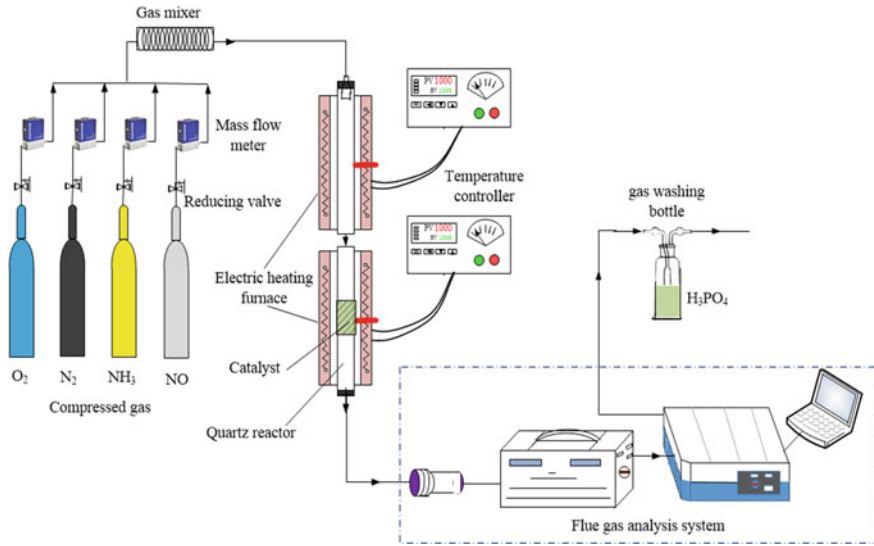 Gas mixer
PV 1000
SV 1000
Mass flow
meter
Temperature
controller
Reducing valve
gas washing
bottle
PV 1000
SV 1000
Electric heating
furnace
H₃PO₄
Catalyst
O₂ N₂ NH₃ NO
Compressed gas
Quartz reactor
Flue gas analysis system